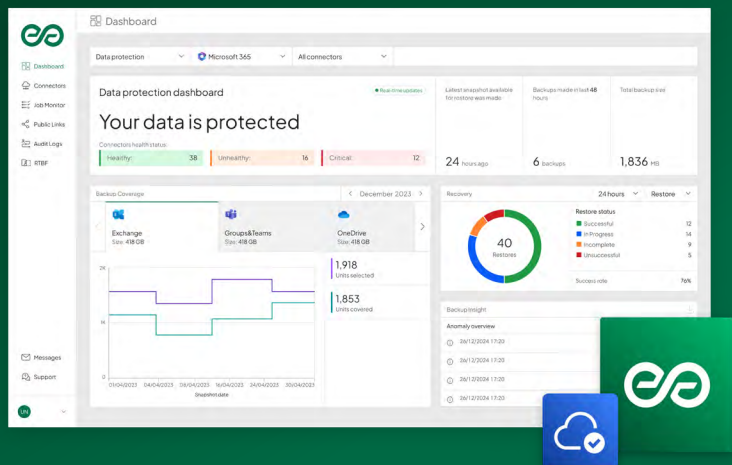 Dashboard
Dashboard
Connectors
Job Monitor
Public Links
Audit Logs
RTBF
Messages
Support
UN
Data protection
Microsoft 365
All connectors
Data protection dashboard
Real-time updates
Your data is protected
Connectors health status:
Healthy: 38
Unhealthy: 16
Critical: 12
Latest snapshot available
for restore was made
24 hours ago
Backups made in last 48
hours
6 backups
Total backup size
1,836 MB
Backup Coverage
December 2023
Exchange
Size: 418 GB
Groups&Teams
Size: 418 GB
OneDrive
Size: 418 GB
2K
1K
0
01/04/2023 04/04/2023 08/04/2023 16/04/2023 24/04/2023 30/04/2023
Snapshot date
1,918
Units selected
1,853
Units covered
Recovery
24 hours
Restore
40
Restores
Restore status
Successful 12
In Progress 14
Incomplete 9
Unsuccessful 5
Success rate 76%
Backup Insight
Anomaly overview
26/12/2024 17:20
26/12/2024 17:20
26/12/2024 17:20
26/12/2024 17:20